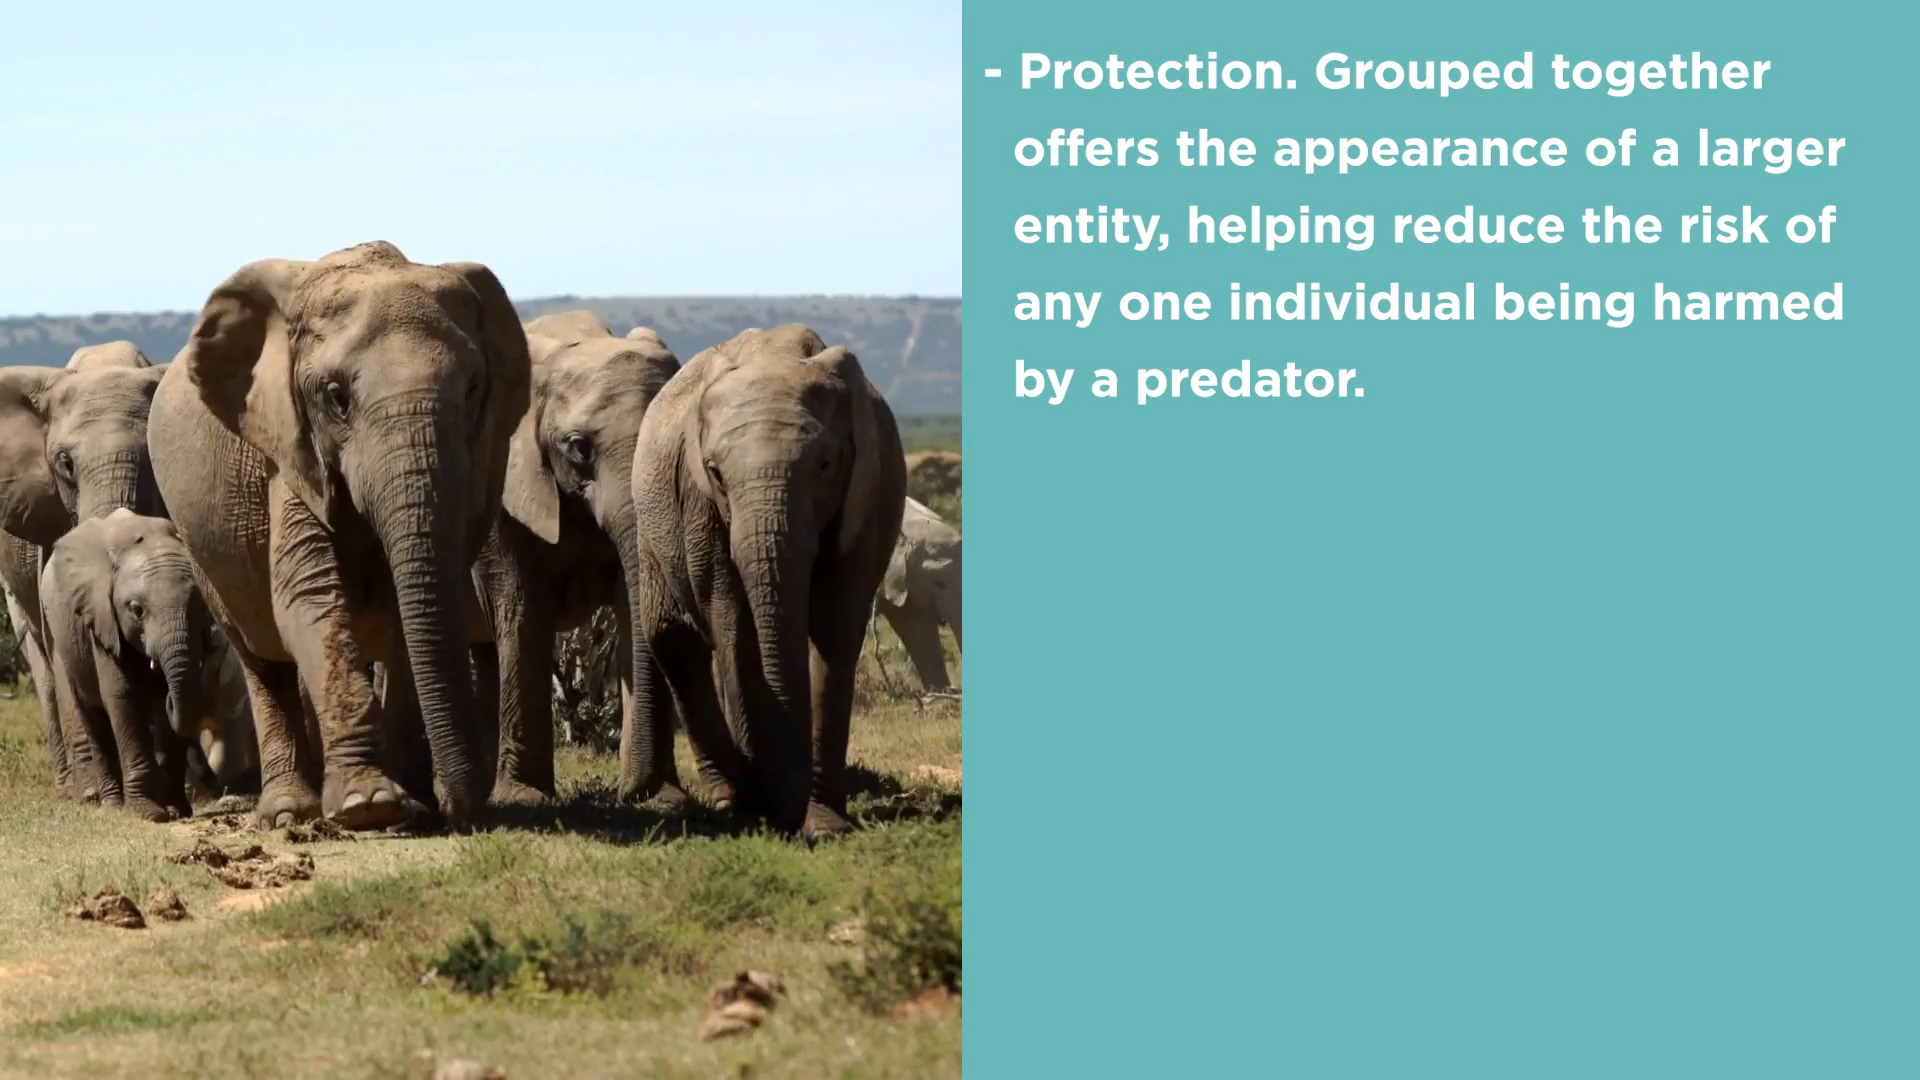 - Protection. Grouped together
offers the appearance of a larger
entity, helping reduce the risk of
any one individual being harmed
by a predator.